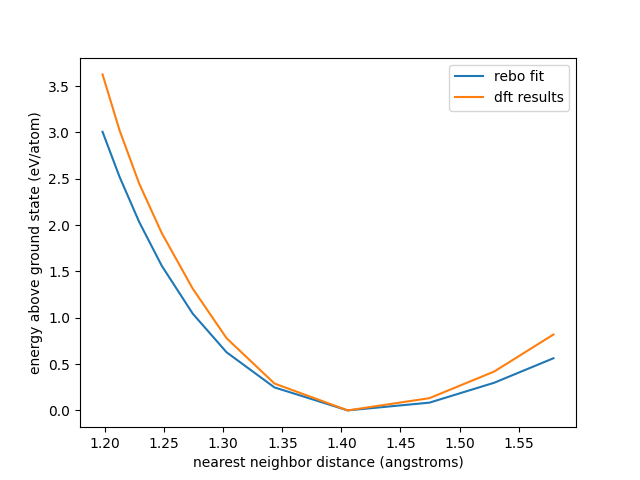 rebo fit
dft results
energy above ground state (eV/atom)
3.5
3.0
2.5
2.0
1.5
1.0
0.5
0.0
1.20 1.25 1.30 1.35 1.40 1.45 1.50 1.55
nearest neighbor distance (angstroms)